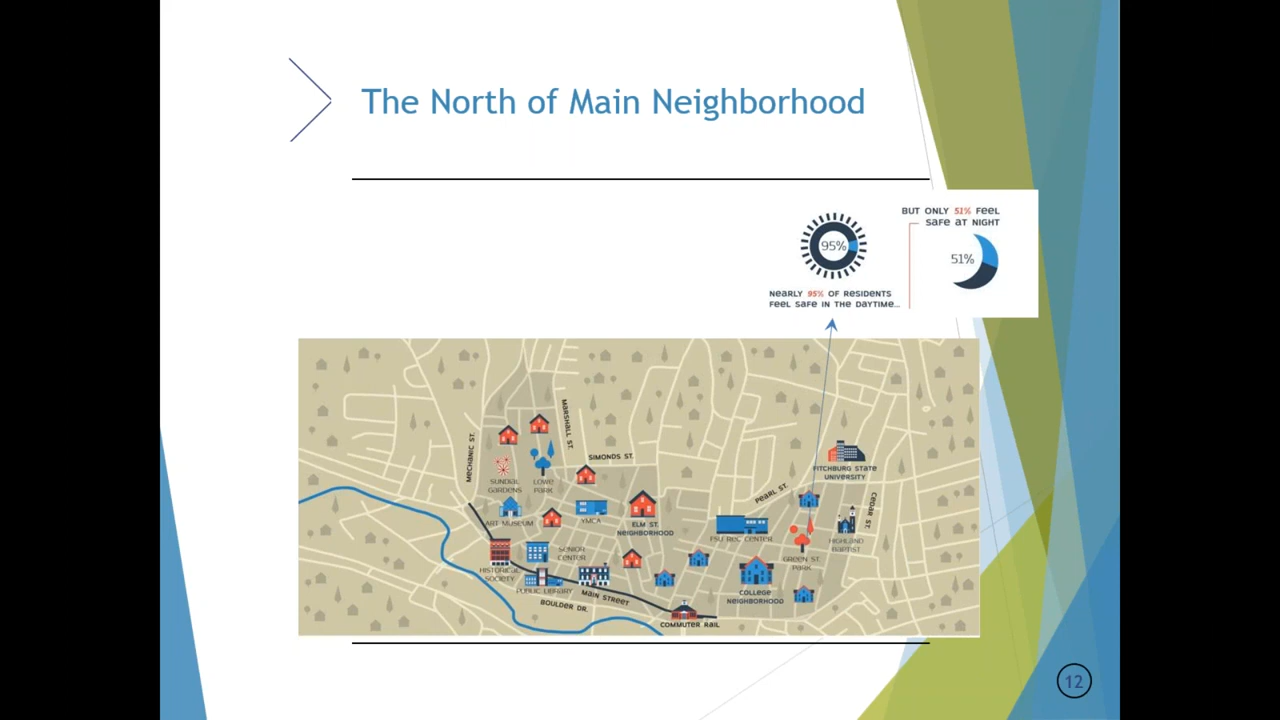 The North of Main Neighborhood
95%
NEARLY 95% OF RESIDENTS
FEEL SAFE IN THE DAYTIME...
BUT ONLY 51% FEEL
SAFE AT NIGHT
51%
MECHANIC ST.
MARSHALL ST.
SIMONDS ST.
SUNDIAL
GARDENS
LOWE
PARK
ART MUSEUM
YMCA
ELM ST.
NEIGHBORHOOD
PEARL ST.
FITCHBURG STATE
UNIVERSITY
CEDAR ST.
FSU REC CENTER
HIGHLAND
BAPTIST
GREEN ST.
PARK
SENIOR
CENTER
HISTORICAL
SOCIETY
PUBLIC LIBRARY
MAIN STREET
BOULDER DR.
COLLEGE
NEIGHBORHOOD
COMMUTER RAIL
12